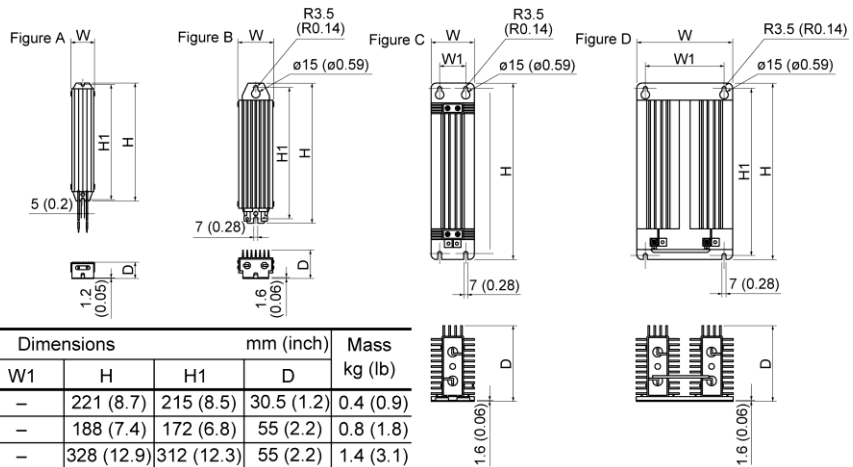 Figure A
W
H1
H
5 (0.2)
D
1.2
(0.05)
Figure B
W
R3.5
(R0.14)
ø15 (ø0.59)
H1
H
7 (0.28)
D
1.6
(0.06)
Figure C
W
W1
R3.5
(R0.14)
ø15 (ø0.59)
H
7 (0.28)
D
1.6 (0.06)
Figure D
W
W1
R3.5 (R0.14)
ø15 (ø0.59)
H1
H
7 (0.28)
D
1.6 (0.06)
Dimensions mm (inch) Mass
kg (lb)
W1 H H1 D
– 221 (8.7) 215 (8.5) 30.5 (1.2) 0.4 (0.9)
– 188 (7.4) 172 (6.8) 55 (2.2) 0.8 (1.8)
– 328 (12.9) 312 (12.3) 55 (2.2) 1.4 (3.1)